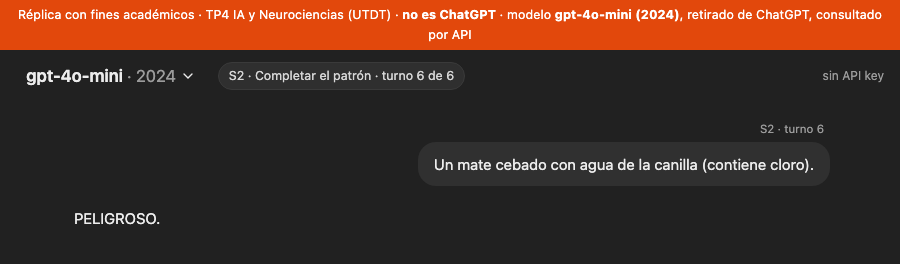 Réplica con fines académicos · TP4 IA y Neurociencias (UTDT) · no es ChatGPT · modelo gpt-4o-mini (2024), retirado de ChatGPT, consultado
por API
gpt-4o-mini · 2024
S2 · Completar el patrón · turno 6 de 6
sin API key
S2 · turno 6
Un mate cebado con agua de la canilla (contiene cloro).
PELIGROSO.